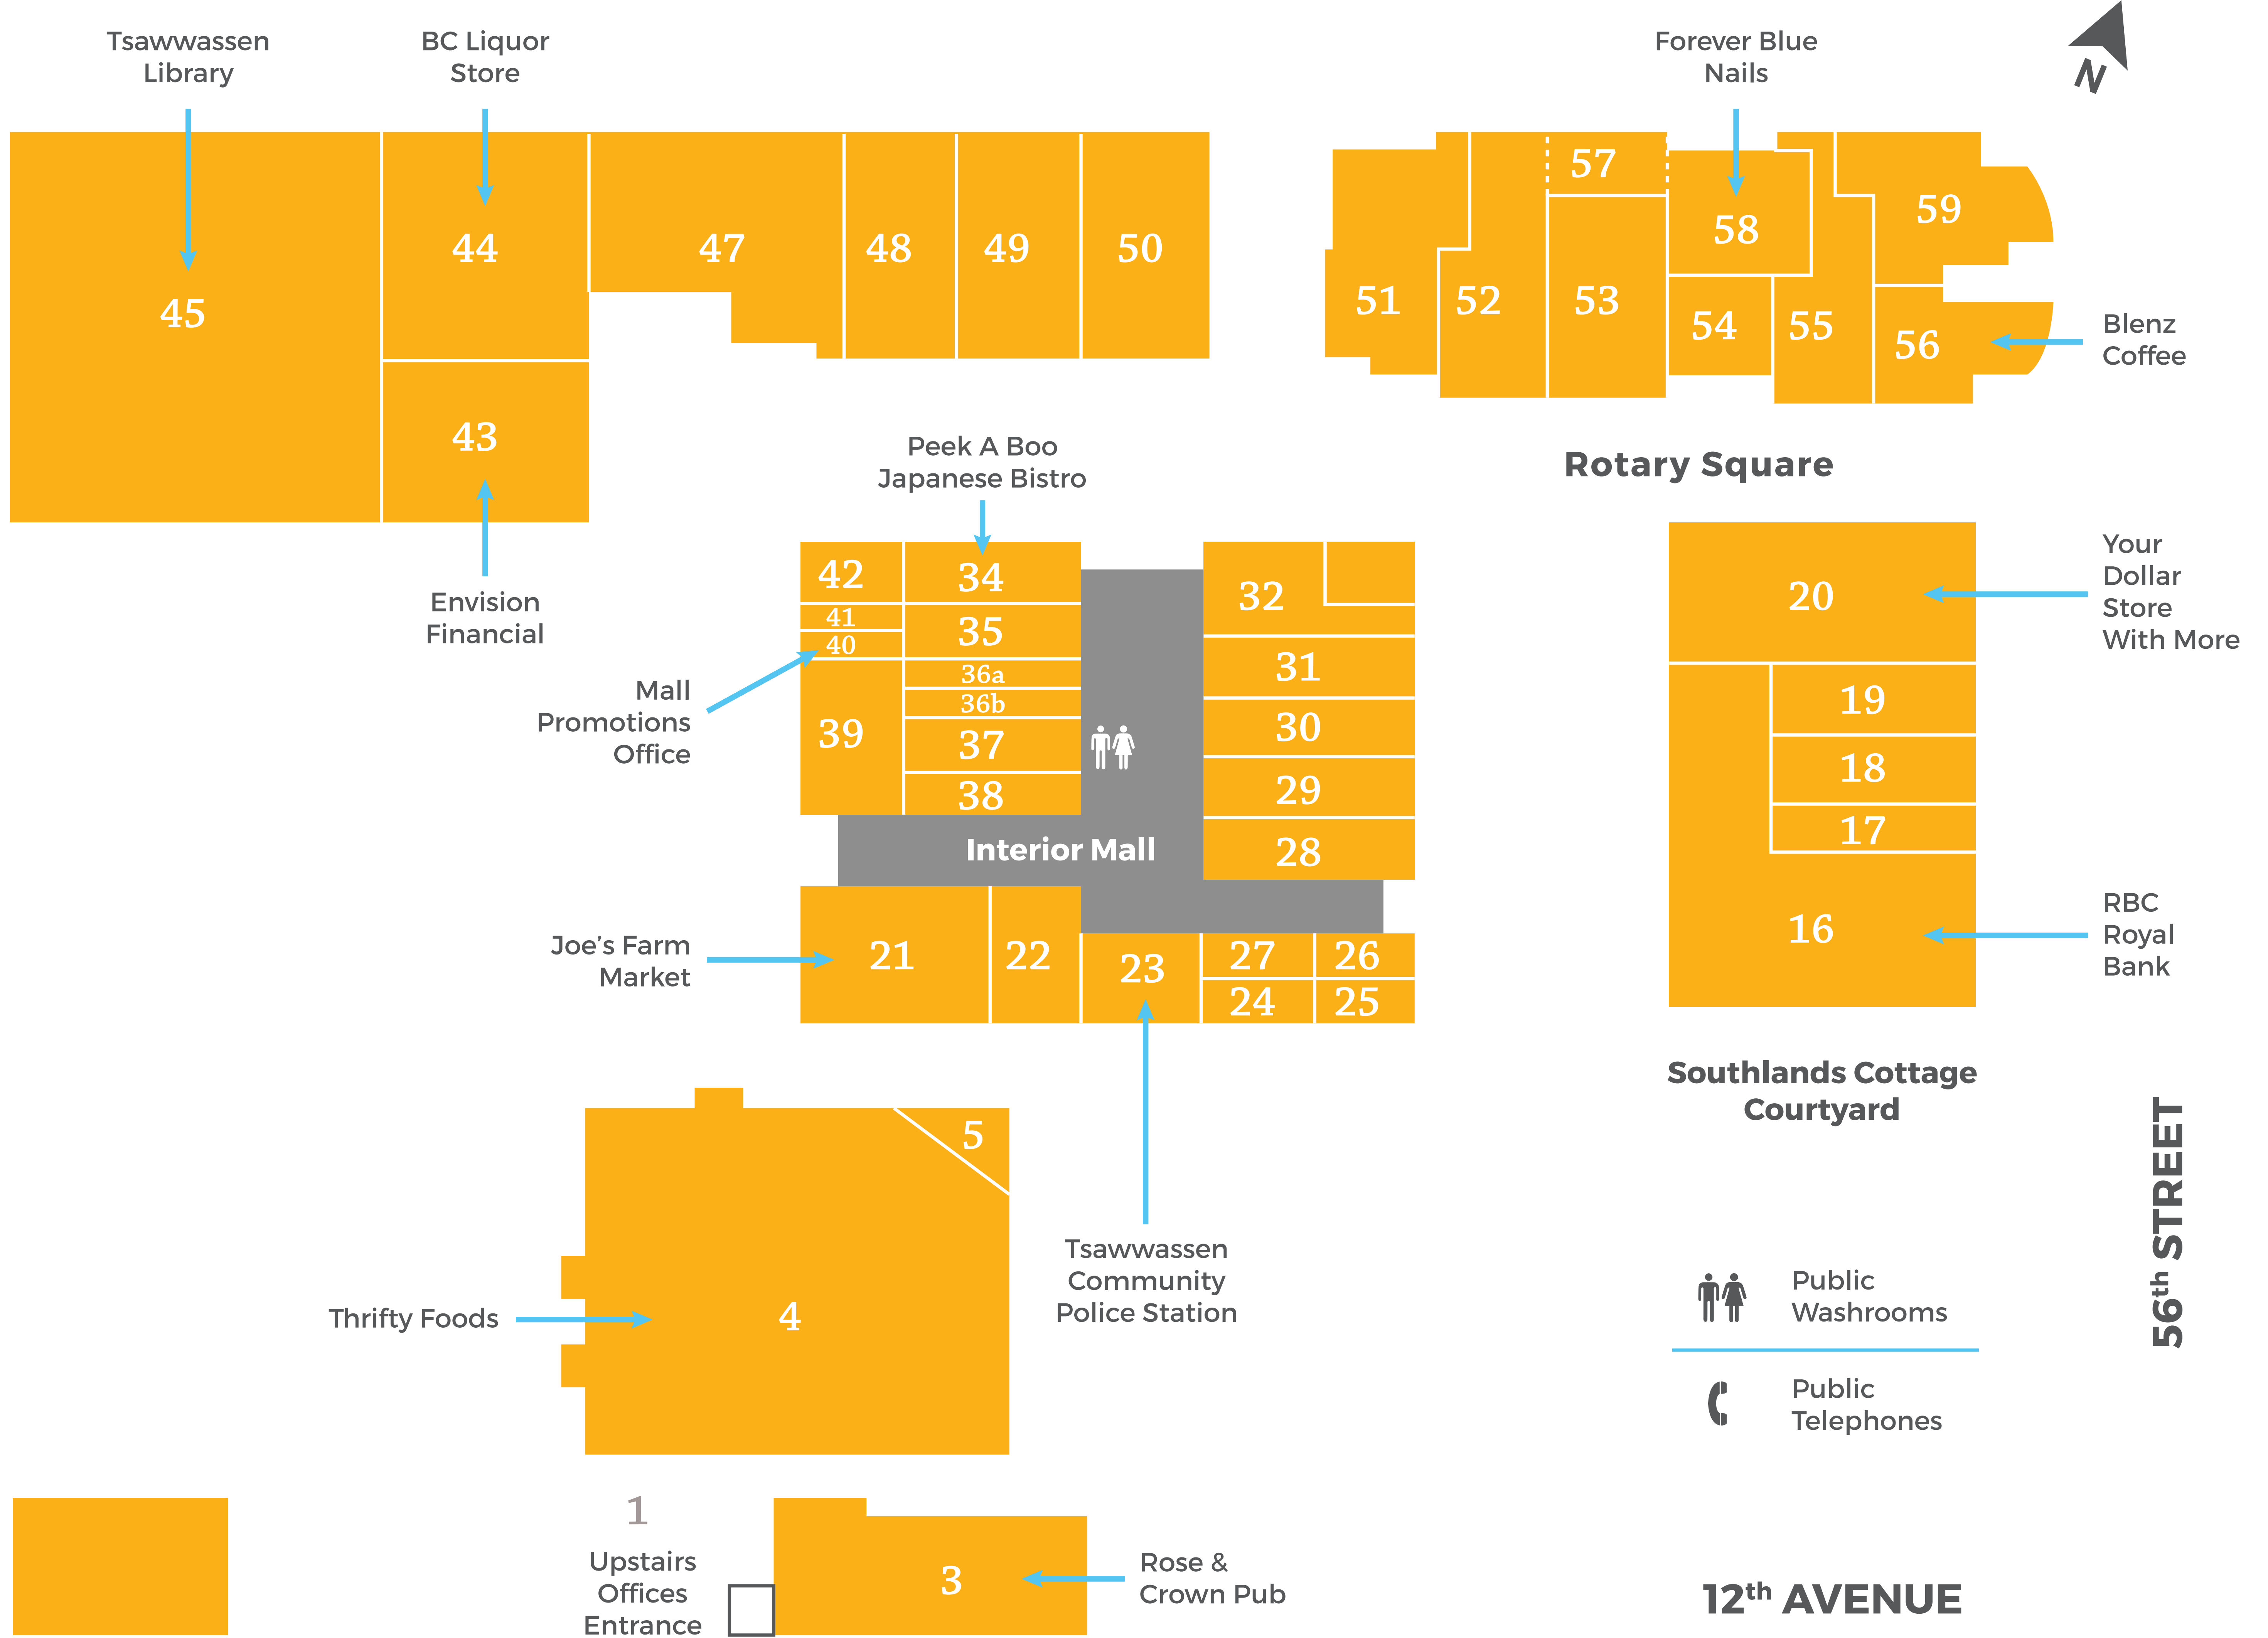 Tsawwassen
Library
BC Liquor
Store
Forever Blue
Nails
N
45
44
47
48
49
50
43
51
52
53
57
58
54
55
59
56
Blenz
Coffee
Envision
Financial
Peek A Boo
Japanese Bistro
Rotary Square
42
41
40
39
34
35
36a
36b
37
38
32
31
30
29
28
Mall
Promotions
Office
Interior Mall
20
19
18
17
16
Your
Dollar
Store
With More
RBC
Royal
Bank
Joe's Farm
Market
21
22
23
27
26
24
25
Southlands Cottage
Courtyard
5
4
Thrifty Foods
Tsawwassen
Community
Police Station
Public
Washrooms
Public
Telephones
56th STREET
1
Upstairs
Offices
Entrance
3
Rose &
Crown Pub
12th AVENUE